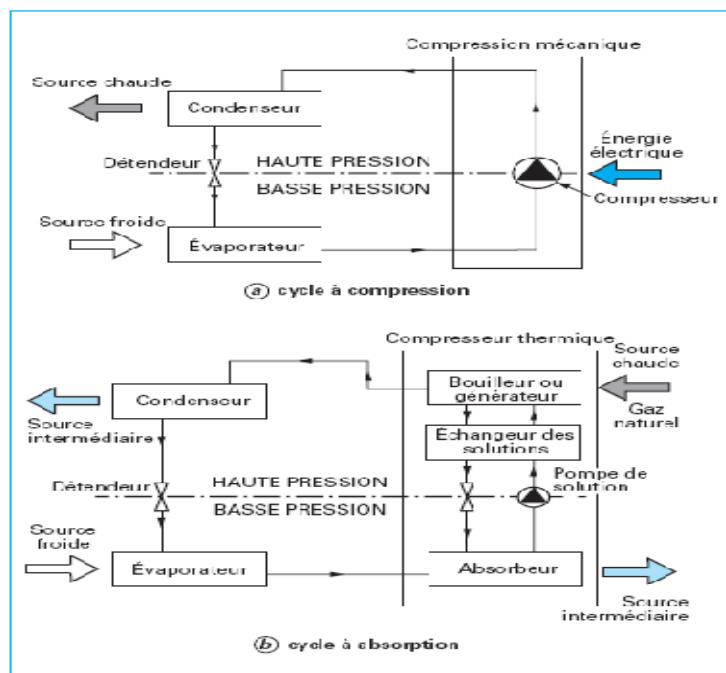 Compression mécanique
Source chaude
Condenseur
Énergie
électrique
Détendeur
HAUTE PRESSION
BASSE PRESSION
Compresseur
Source froide
Évaporateur
a cycle à compression
Compresseur thermique
Source
chaude
Bouilleur ou
générateur
Condenseur
Gaz
naturel
Source
intermédiaire
Échangeur des
solutions
Pompe de
solution
Détendeur
HAUTE PRESSION
BASSE PRESSION
Source
froide
Évaporateur
Absorbeur
Source
intermédiaire
b cycle à absorption